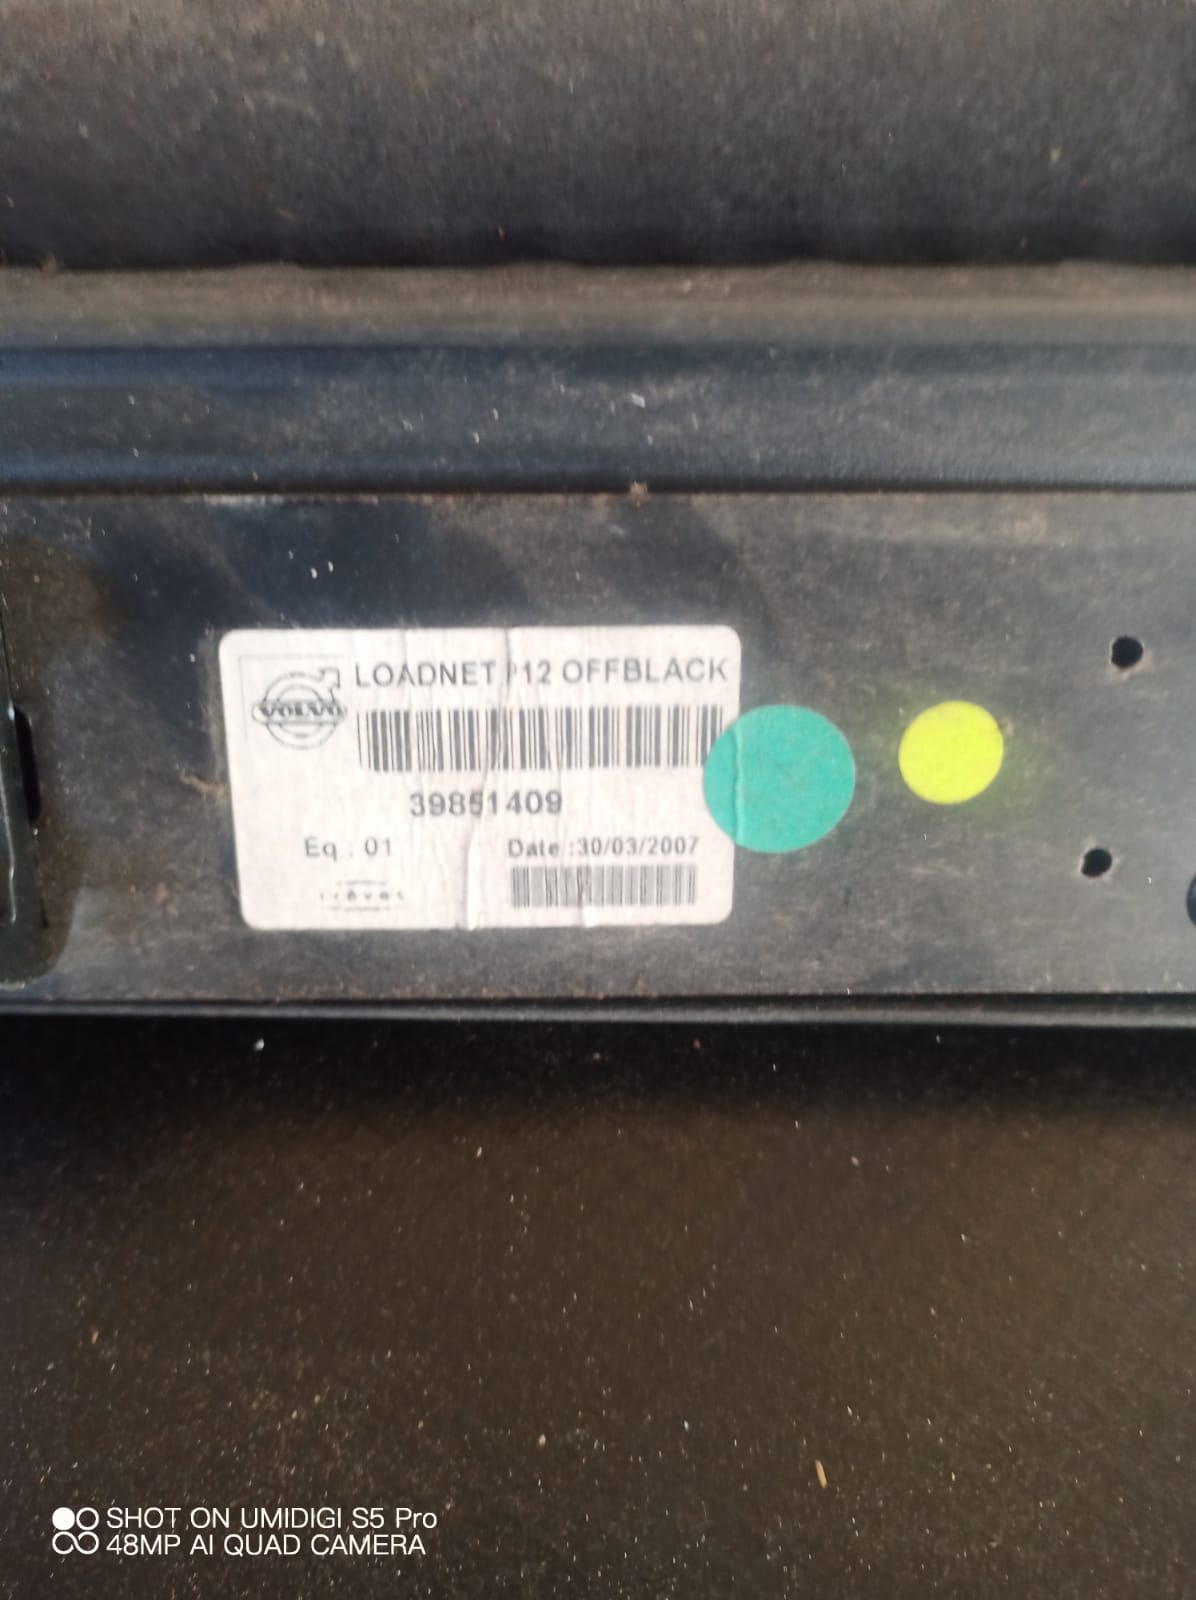 VOLVO
LOADNET P12 OFFBLACK
39851409
Eq : 01
Date :30/03/2007
SHOT ON UMIDIGI S5 Pro
48MP AI QUAD CAMERA